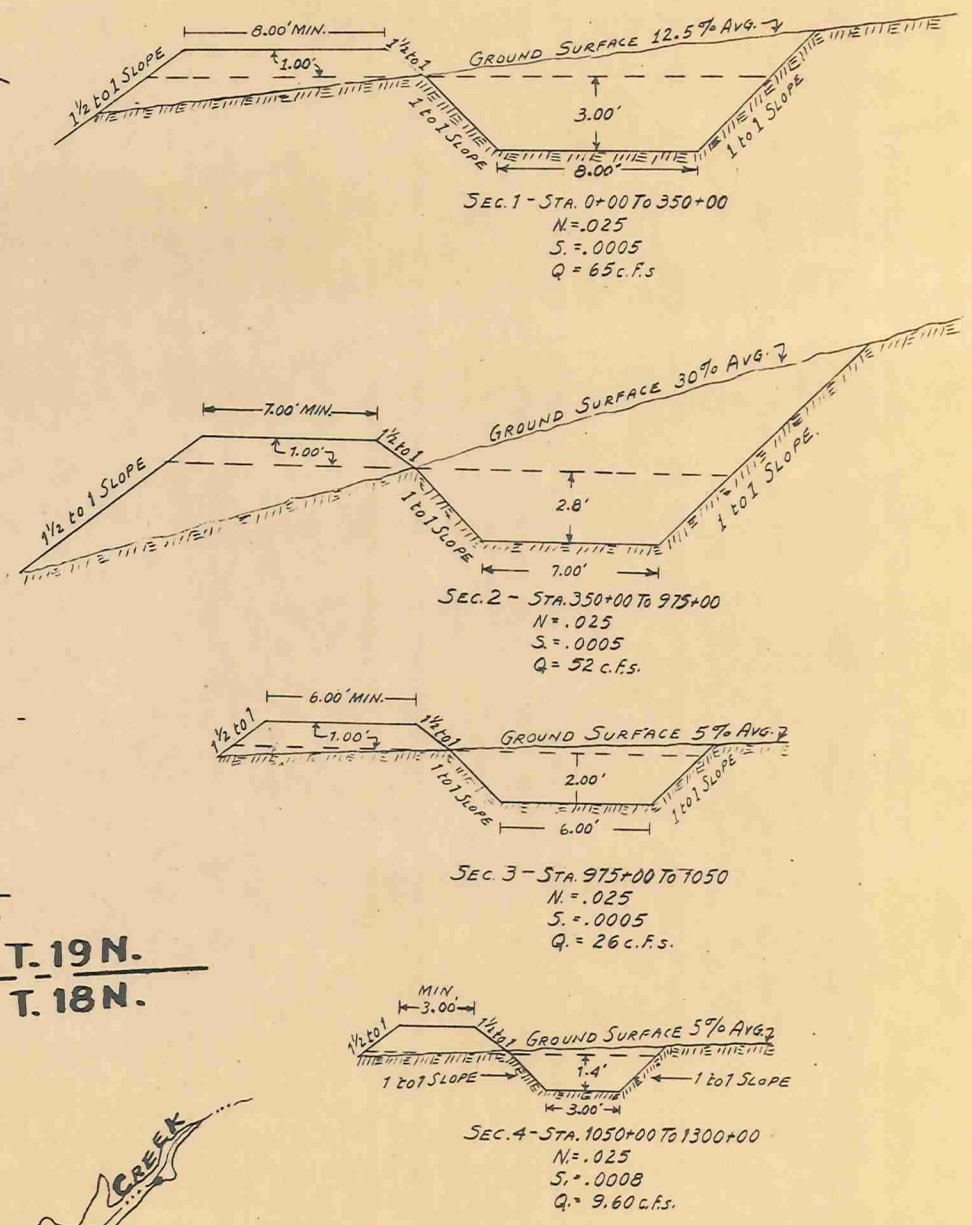 8.00' MIN.
1½ to 1 SLOPE
1.00'
1½ to 1
GROUND SURFACE 12.5% AVG.
3.00'
1 to 1 SLOPE
1 to 1 SLOPE
8.00'
SEC. 1 - STA. 0+00 TO 350+00
N. = .025
S. = .0005
Q = 65 c.f.s
7.00' MIN.
1½ to 1 SLOPE
1.00'
1½ to 1
GROUND SURFACE 30% AVG.
2.8'
1 to 1 SLOPE
1 to 1 SLOPE.
7.00'
SEC. 2 - STA. 350+00 TO 975+00
N = .025
S. = .0005
Q = 52 c.f.s.
6.00' MIN.
1½ to 1
1.00'
1½ to 1
GROUND SURFACE 5% AVG.
2.00'
1 to 1 SLOPE
1 to 1 SLOPE
6.00'
SEC. 3 - STA. 975+00 TO 1050
N. = .025
S. = .0005
Q. = 26 c.f.s.
T. 19 N.
T. 18 N.
MIN.
3.00'
1½ to 1
1½ to 1
GROUND SURFACE 5% AVG.
1.4'
1 to 1 SLOPE
1 to 1 SLOPE
3.00'
SEC. 4 - STA. 1050+00 TO 1300+00
N. = .025
S. = .0008
Q. = 9.60 c.f.s.
CREEK